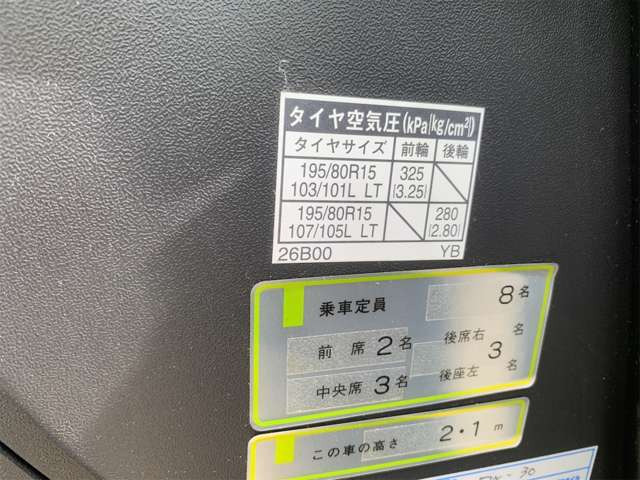 タイヤ空気圧(kPa|kg/cm²|)
タイヤサイズ 前輪 後輪
195/80R15 325
103/101L LT |3.25|
195/80R15 280
107/105L LT |2.80|
26B00 YB
乗車定員 8名
前席 2名 後席右
中央席 3名 後座左 3名
この車の高さ 2・1m